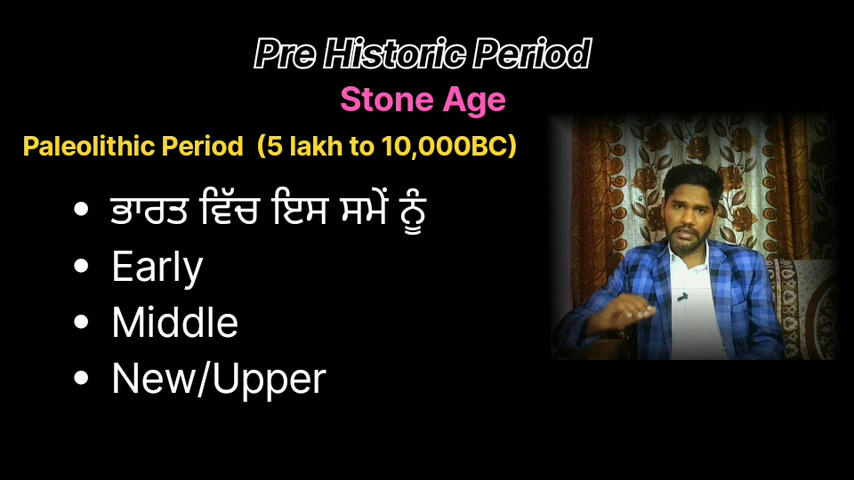 Pre Historic Period
Stone Age
Paleolithic Period (5 lakh to 10,000BC)
• ਭਾਰਤ ਵਿੱਚ ਇਸ ਸਮੇਂ ਨੂੰ
• Early
• Middle
• New/Upper